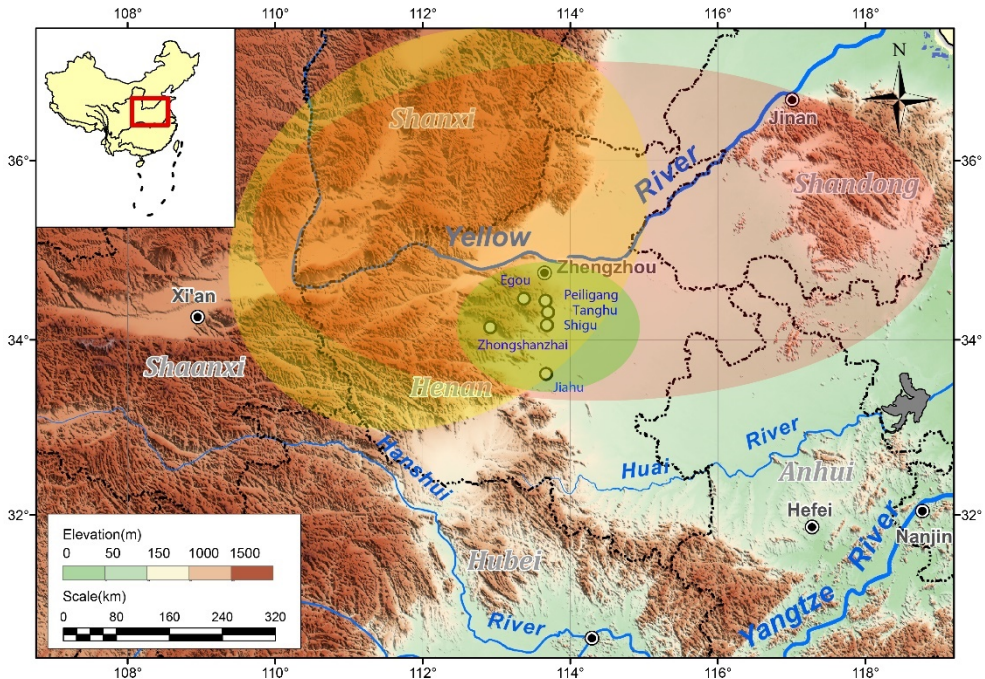 108°
110°
112°
114°
116°
118°
N
Shanxi
Jinan
36°
36°
River
Shandong
Yellow
Zhengzhou
Egou
Peiligang
Tanghu
Shigu
Xi'an
Zhongshanzhai
34°
34°
Shaanxi
Henan
Jiahu
Hanshui
Huai
River
Anhui
Hefei
32°
32°
Nanjin
River
Yangtze
Hubei
River
Elevation(m)
0 50 150 1000 1500
Scale(km)
0 80 160 240 320
108°
110°
112°
114°
116°
118°